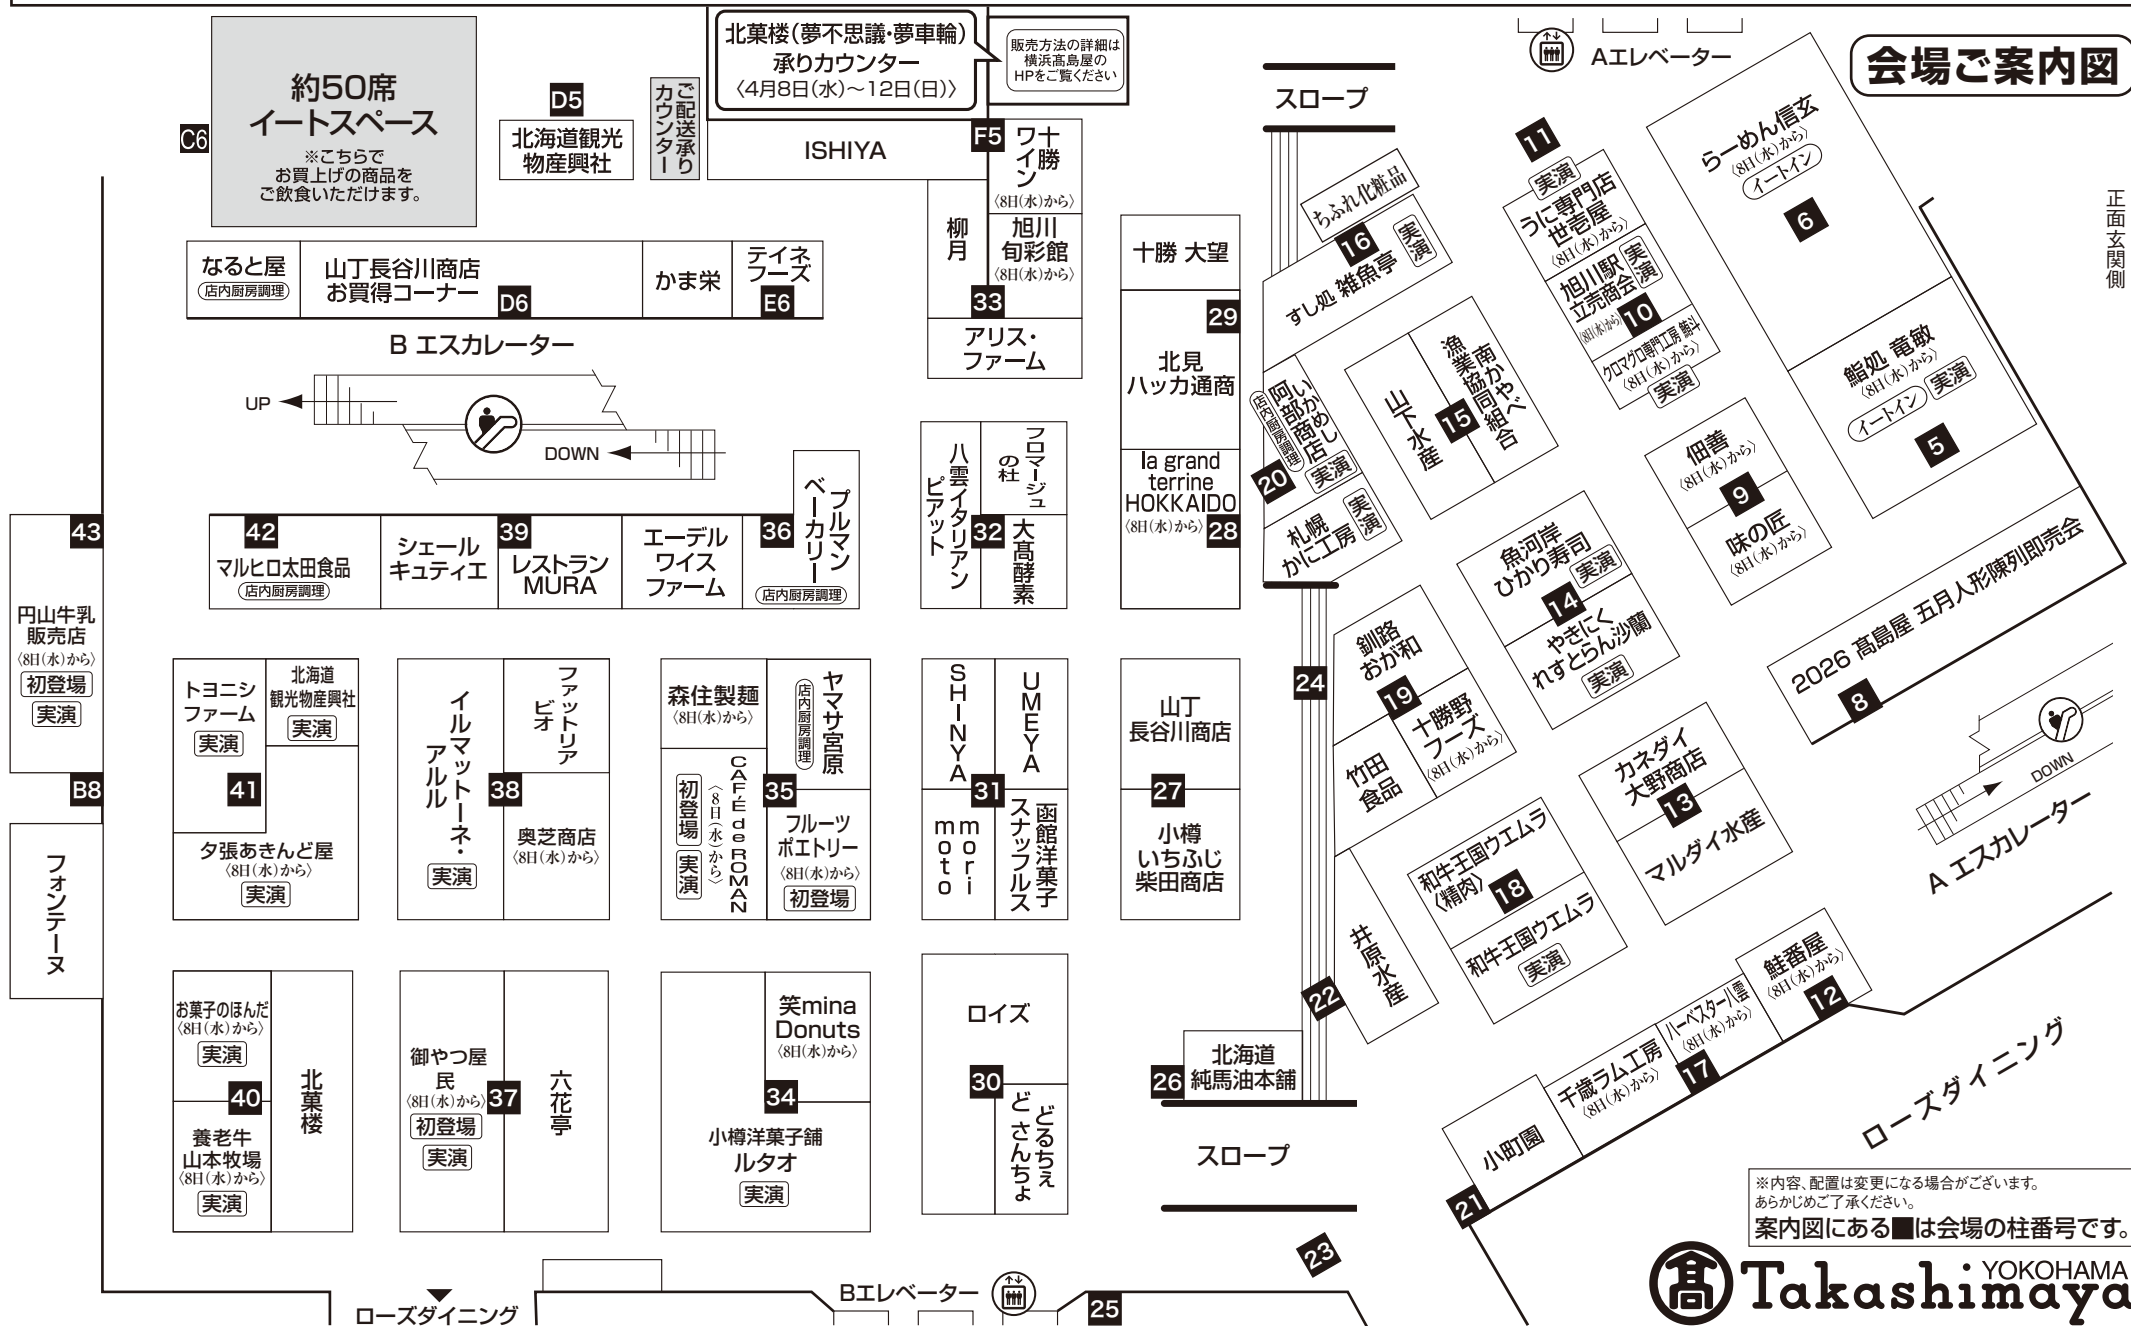 会場ご案内図
約50席
イートスペース
※こちらで
お買上げの商品を
ご飲食いただけます。
C6
D5
北海道観光
物産興社
ご配送承り
カウンター
北菓楼（夢不思議・夢車輪）
承りカウンター
〈4月8日（水）～12日（日）〉
販売方法の詳細は
横浜髙島屋の
HPをご覧ください
ISHIYA
F5
十勝
ワイン
〈8日（水）から〉
柳月
旭川
旬彩館
〈8日（水）から〉
33
アリス・
ファーム
なると屋
店内厨房調理
山丁長谷川商店
お買得コーナー
D6
かま栄
テイネ
フーズ
E6
B エスカレーター
UP
DOWN
十勝 大望
29
北見
ハッカ通商
la grand
terrine
HOKKAIDO
〈8日（水）から〉
28
八雲イタリアン
ピアット
フロマージュ
の杜
32
大髙酵素
42
マルヒロ太田食品
店内厨房調理
シェール
キュティエ
39
レストラン
MURA
エーデル
ワイス
ファーム
36
プルマン
ベーカリー
店内厨房調理
43
円山牛乳
販売店
〈8日（水）から〉
初登場
実演
B8
フォンテーヌ
トヨニシ
ファーム
実演
北海道
観光物産興社
実演
41
夕張あきんど屋
〈8日（水）から〉
実演
イルマットーネ・
アルル
実演
ファットリア
ビオ
38
奥芝商店
〈8日（水）から〉
森住製麺
〈8日（水）から〉
ヤマサ宮原
店内厨房調理
CAFÉ de ROMAN
〈8日（水）から〉
初登場
実演
35
フルーツ
ポエトリー
〈8日（水）から〉
初登場
SHINYA
UMEYA
31
mori
moto
函館洋菓子
スナッフルス
山丁
長谷川商店
27
小樽
いちふじ
柴田商店
お菓子のほんだ
〈8日（水）から〉
実演
40
養老牛
山本牧場
〈8日（水）から〉
実演
北菓楼
御やつ屋
民
〈8日（水）から〉
初登場
実演
37
六花亭
笑mina
Donuts
〈8日（水）から〉
34
小樽洋菓子舗
ルタオ
実演
ロイズ
30
どるちぇ
ど さんちょ
26
北海道
純馬油本舗
スロープ
23
25
Bエレベーター
ローズダイニング
スロープ
Aエレベーター
ちふれ化粧品
16
すし処 雑魚亭
実演
いかめし
阿部商店
店内厨房調理
実演
20
札幌
かに工房
実演
山下水産
15
南かやべ
漁業協同組合
11
実演
うに専門店
世壱屋
〈8日（水）から〉
旭川駅
立売商会
実演
〈8日（水）から〉
10
クロマグロ専門工房 鮪斗
〈8日（水）から〉
実演
らーめん信玄
〈8日（水）から〉
イートイン
6
鮨処 竜敏
〈8日（水）から〉
イートイン
実演
5
正面玄関側
佃善
〈8日（水）から〉
9
味の匠
〈8日（水）から〉
魚河岸
ひかり寿司
実演
14
やきにく
れすとらん沙蘭
実演
2026 髙島屋 五月人形陳列即売会
8
DOWN
A エスカレーター
24
釧路
おが和
19
十勝野
フーズ
〈8日（水）から〉
竹田
食品
カネダイ
大野商店
13
マルダイ水産
和牛王国ウエムラ
〈精肉〉
18
和牛王国ウエムラ
実演
井原水産
22
鮭番屋
〈8日（水）から〉
12
ハーベスター八雲
〈8日（水）から〉
17
千歳ラム工房
〈8日（水）から〉
小町園
21
ローズダイニング
※内容、配置は変更になる場合がございます。
あらかじめご了承ください。
案内図にある■は会場の柱番号です。
髙
YOKOHAMA
Takashimaya